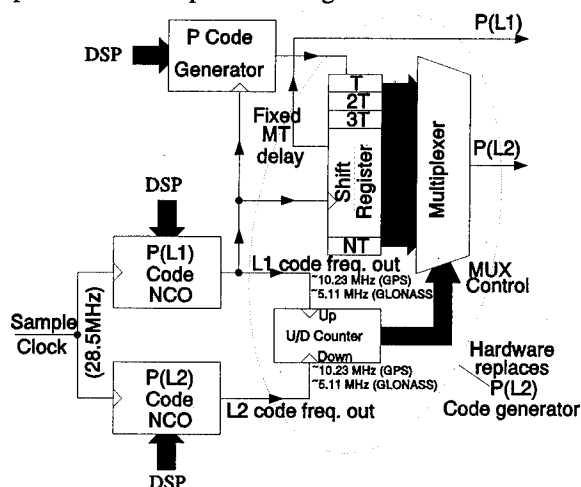 P(L1)
DSP
P Code
Generator
T
2T
3T
Shift
Register
NT
Fixed
MT
delay
Multiplexer
P(L2)
DSP
P(L1)
Code
NCO
L1 code freq. out
~10.23 MHz (GPS)
~5.11 MHz (GLONASS)
MUX
Control
Sample
Clock
(28.5MHz)
Up
U/D Counter
Down
~10.23 MHz (GPS)
~5.11 MHz (GLONASS)
Hardware
replaces
P(L2)
Code generator
P(L2)
Code
NCO
L2 code freq. out
DSP